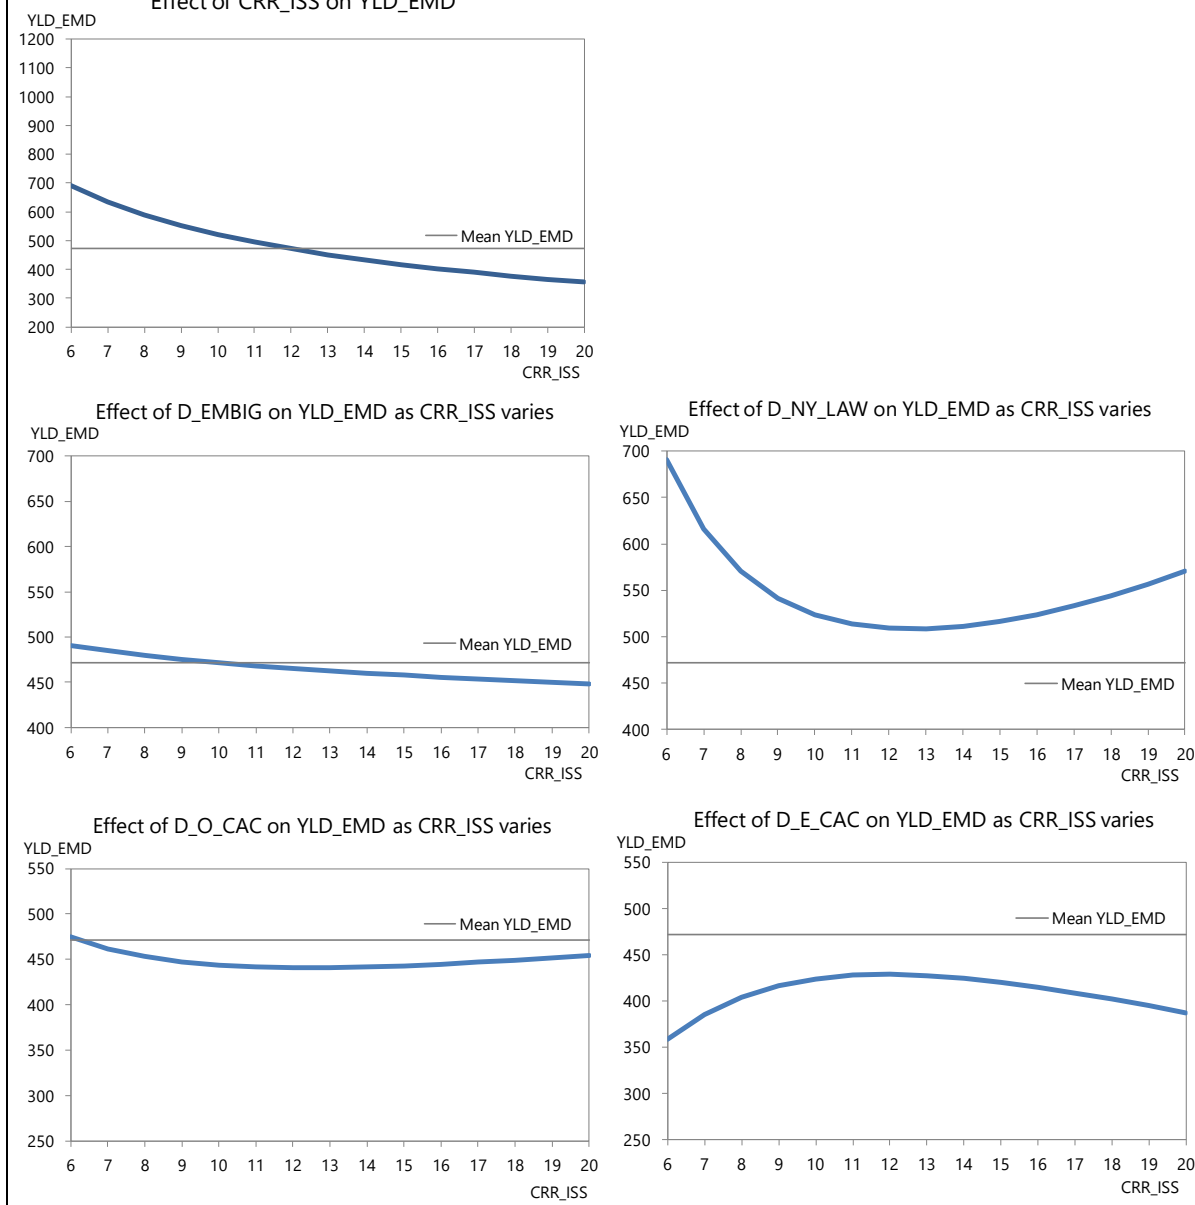 Effect of CRR_ISS on YLD_EMD
YLD_EMD
1200
1100
1000
900
800
700
600
500
400
300
200
Mean YLD_EMD
6 7 8 9 10 11 12 13 14 15 16 17 18 19 20
CRR_ISS
Effect of D_EMBIG on YLD_EMD as CRR_ISS varies
YLD_EMD
700
650
600
550
500
450
400
Mean YLD_EMD
6 7 8 9 10 11 12 13 14 15 16 17 18 19 20
CRR_ISS
Effect of D_NY_LAW on YLD_EMD as CRR_ISS varies
YLD_EMD
700
650
600
550
500
450
400
Mean YLD_EMD
6 7 8 9 10 11 12 13 14 15 16 17 18 19 20
CRR_ISS
Effect of D_O_CAC on YLD_EMD as CRR_ISS varies
YLD_EMD
550
500
450
400
350
300
250
Mean YLD_EMD
6 7 8 9 10 11 12 13 14 15 16 17 18 19 20
CRR_ISS
Effect of D_E_CAC on YLD_EMD as CRR_ISS varies
YLD_EMD
550
500
450
400
350
300
250
Mean YLD_EMD
6 7 8 9 10 11 12 13 14 15 16 17 18 19 20
CRR_ISS